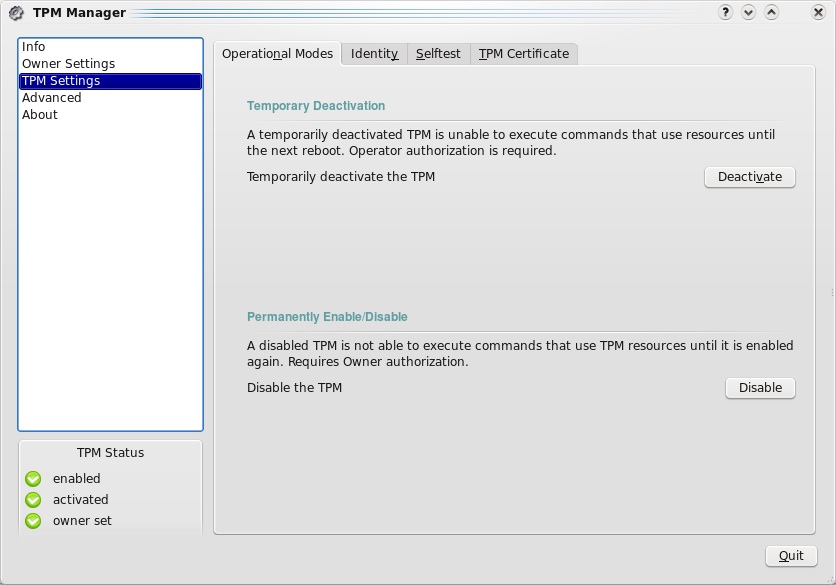 TPM Manager
Info
Owner Settings
TPM Settings
Advanced
About
TPM Status
enabled
activated
owner set
Operational Modes
Identity
Selftest
TPM Certificate
Temporary Deactivation
A temporarily deactivated TPM is unable to execute commands that use resources until
the next reboot. Operator authorization is required.
Temporarily deactivate the TPM
Deactivate
Permanently Enable/Disable
A disabled TPM is not able to execute commands that use TPM resources until it is enabled
again. Requires Owner authorization.
Disable the TPM
Disable
Quit